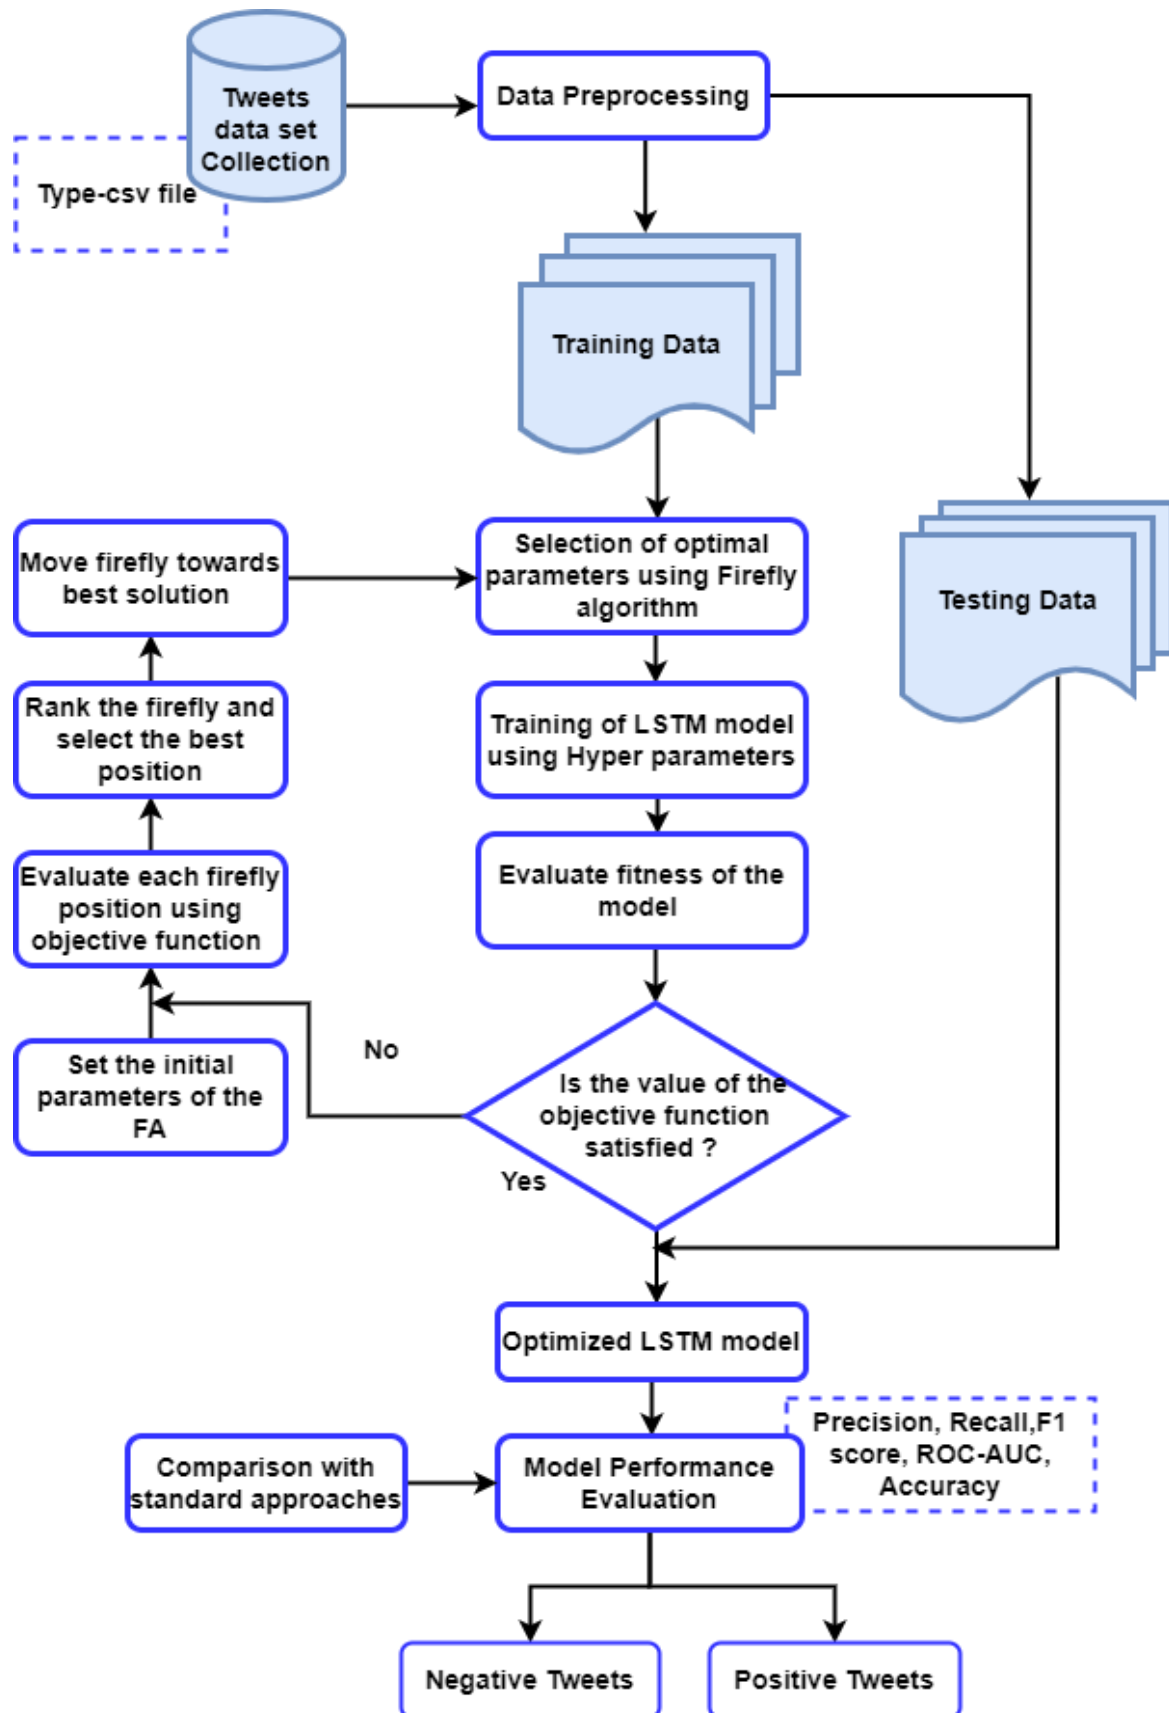 Tweets
data set
Collection
Type-csv file
Data Preprocessing
Training Data
Testing Data
Move firefly towards
best solution
Selection of optimal
parameters using Firefly
algorithm
Rank the firefly and
select the best
position
Training of LSTM model
using Hyper parameters
Evaluate each firefly
position using
objective function
Evaluate fitness of the
model
Set the initial
parameters of the
FA
No
Is the value of the
objective function
satisfied ?
Yes
Optimized LSTM model
Comparison with
standard approaches
Model Performance
Evaluation
Precision, Recall,F1
score, ROC-AUC,
Accuracy
Negative Tweets
Positive Tweets